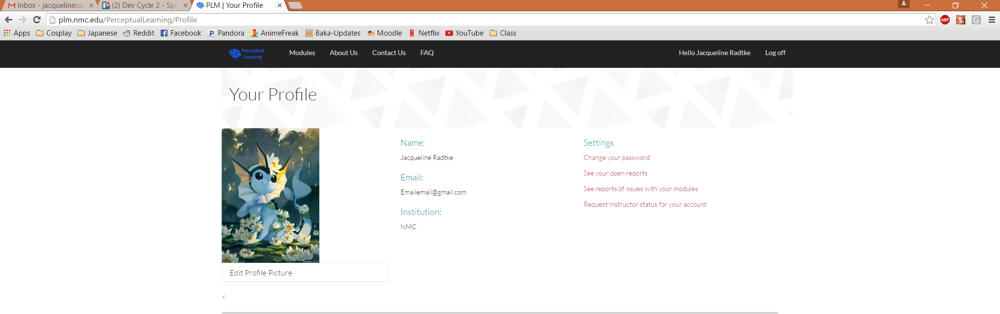 Inbox - jacquelinerad
(2) Dev Cycle 2 - Spr
PLM | Your Profile
plm.nmc.edu/PerceptualLearning/Profile
ABP
G
Apps Cosplay Japanese Reddit Facebook Pandora AnimeFreak Baka-Updates Moodle Netflix YouTube Class
Perceptual
Learning
Modules About Us Contact Us FAQ Hello Jacqueline Radtke Log off
Your Profile
Name:
Jacqueline Radtke
Email:
Emailemail@gmail.com
Institution:
NMC
Settings
Change your password
See your open reports
See reports of issues with your modules
Request Instructor status for your account
Edit Profile Picture
<